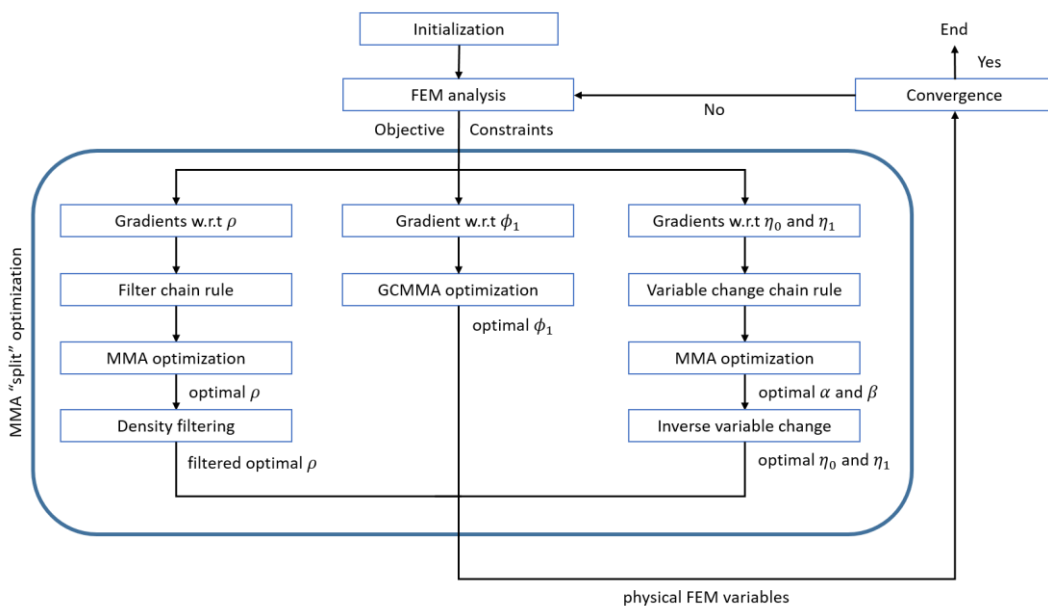 Initialization
End
Yes
FEM analysis
Convergence
No
Objective
Constraints
MMA “split” optimization
Gradients w.r.t ρ
Gradient w.r.t ϕ₁
Gradients w.r.t η₀ and η₁
Filter chain rule
GCMMA optimization
Variable change chain rule
optimal ϕ₁
MMA optimization
MMA optimization
optimal ρ
optimal α and β
Density filtering
Inverse variable change
filtered optimal ρ
optimal η₀ and η₁
physical FEM variables